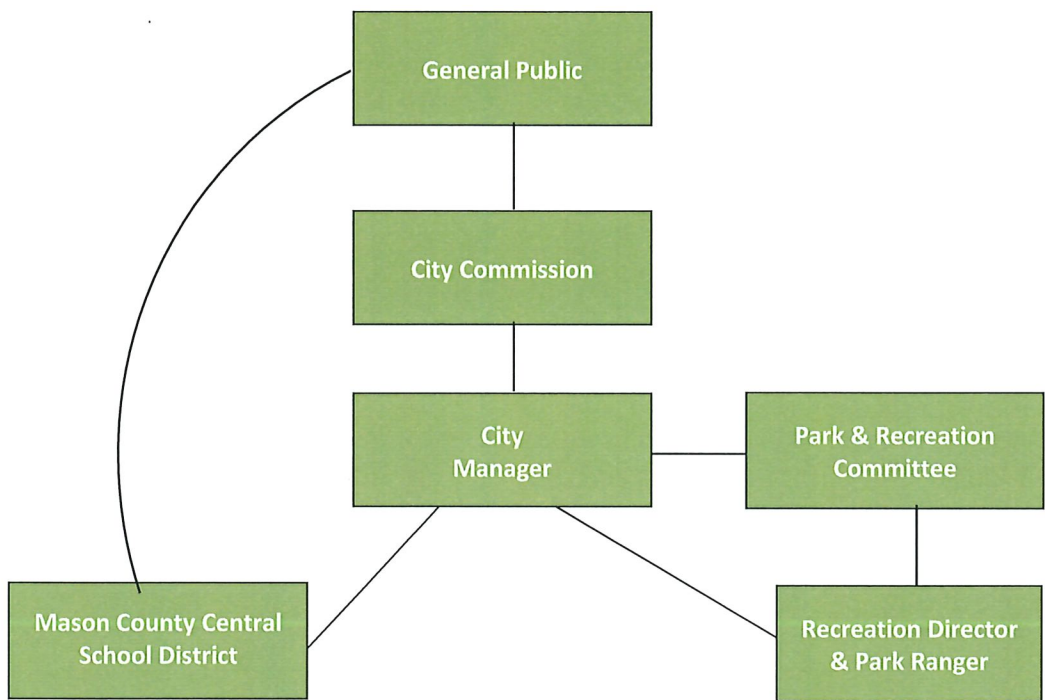 General Public
City Commission
City
Manager
Park & Recreation
Committee
Mason County Central
School District
Recreation Director
& Park Ranger